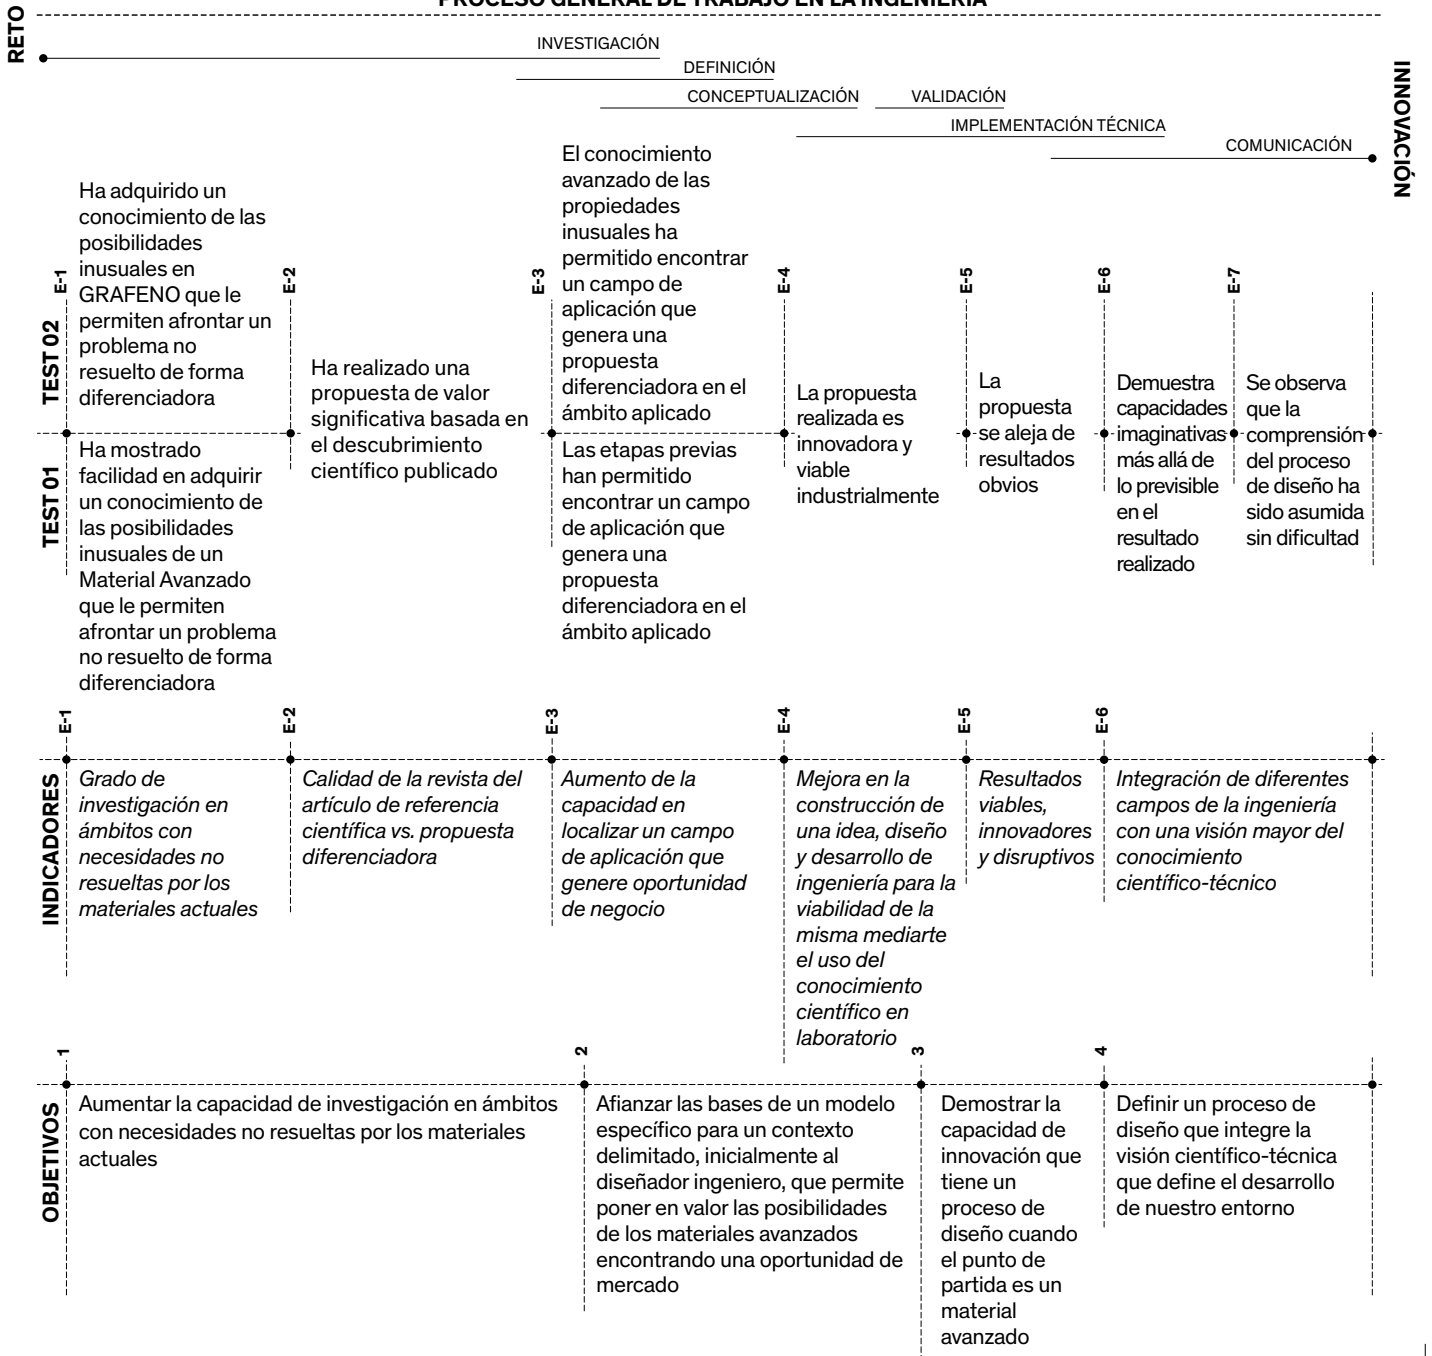 PROCESO GENERAL DE TRABAJO EN LA INGENIERÍA
RETO
INVESTIGACIÓN
DEFINICIÓN
CONCEPTUALIZACIÓN
VALIDACIÓN
IMPLEMENTACIÓN TÉCNICA
COMUNICACIÓN
INNOVACIÓN
TEST 02
E-1
Ha adquirido un
conocimiento de las
posibilidades
inusuales en
GRAFENO que le
permiten afrontar un
problema no
resuelto de forma
diferenciadora
E-2
Ha realizado una
propuesta de valor
significativa basada en
el descubrimiento
científico publicado
E-3
El conocimiento
avanzado de las
propiedades
inusuales ha
permitido encontrar
un campo de
aplicación que
genera una
propuesta
diferenciadora en el
ámbito aplicado
E-4
La propuesta
realizada es
innovadora y
viable
industrialmente
E-5
La
propuesta
se aleja de
resultados
obvios
E-6
Demuestra
capacidades
imaginativas
más allá de
lo previsible
en el
resultado
realizado
E-7
Se observa
que la
comprensión
del proceso
de diseño ha
sido asumida
sin dificultad
TEST 01
Ha mostrado
facilidad en adquirir
un conocimiento de
las posibilidades
inusuales de un
Material Avanzado
que le permiten
afrontar un problema
no resuelto de forma
diferenciadora
Las etapas previas
han permitido
encontrar un campo
de aplicación que
genera una
propuesta
diferenciadora en el
ámbito aplicado
INDICADORES
E-1
Grado de
investigación en
ámbitos con
necesidades no
resueltas por los
materiales actuales
E-2
Calidad de la revista del
artículo de referencia
científica vs. propuesta
diferenciadora
E-3
Aumento de la
capacidad en
localizar un campo
de aplicación que
genere oportunidad
de negocio
E-4
Mejora en la
construcción de
una idea, diseño
y desarrollo de
ingeniería para la
viabilidad de la
misma mediarte
el uso del
conocimiento
científico en
laboratorio
E-5
Resultados
viables,
innovadores
y disruptivos
E-6
Integración de diferentes
campos de la ingeniería
con una visión mayor del
conocimiento
científico-técnico
OBJETIVOS
1
Aumentar la capacidad de investigación en ámbitos
con necesidades no resueltas por los materiales
actuales
2
Afianzar las bases de un modelo
específico para un contexto
delimitado, inicialmente al
diseñador ingeniero, que permite
poner en valor las posibilidades
de los materiales avanzados
encontrando una oportunidad de
mercado
3
Demostrar la
capacidad de
innovación que
tiene un
proceso de
diseño cuando
el punto de
partida es un
material
avanzado
4
Definir un proceso de
diseño que integre la
visión científico-técnica
que define el desarrollo
de nuestro entorno